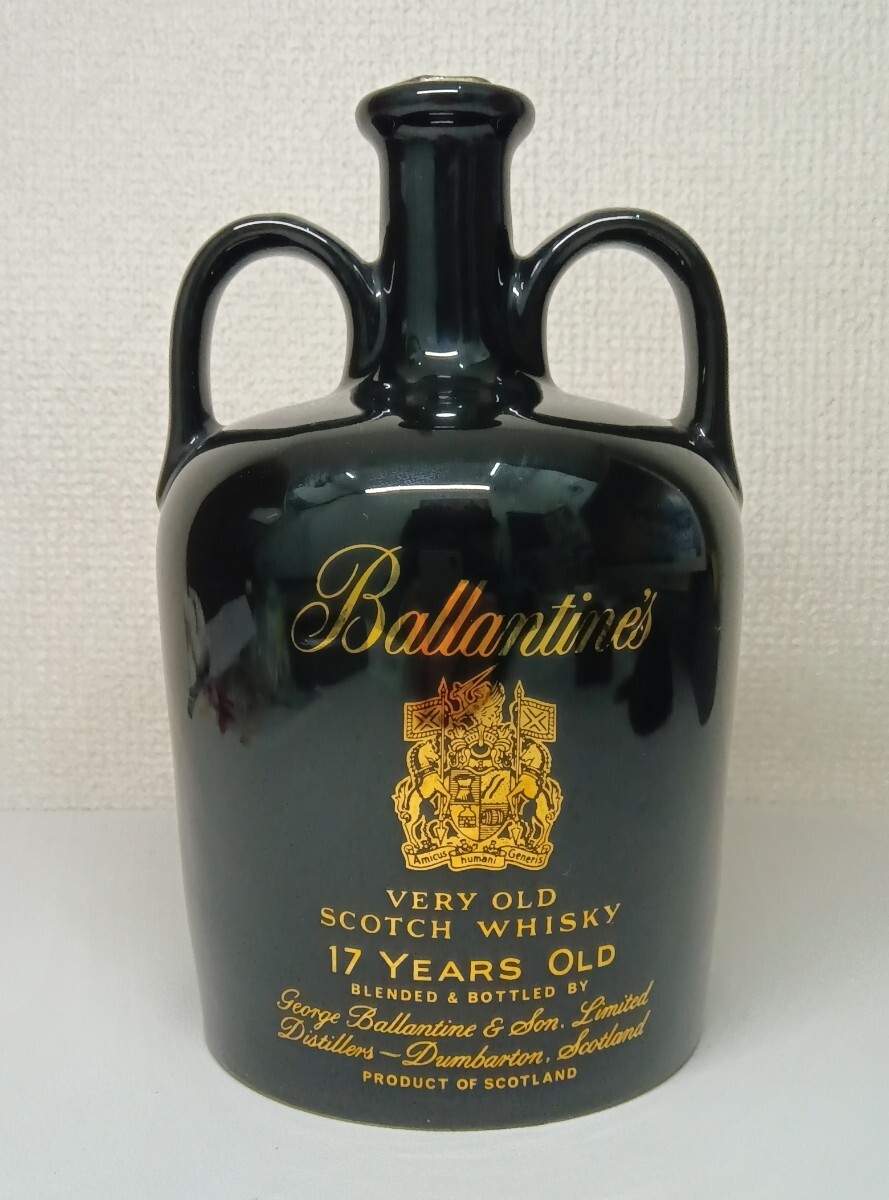 Ballantine's
Amicus humani Generis
VERY OLD
SCOTCH WHISKY
17 YEARS OLD
BLENDED & BOTTLED BY
George Ballantine & Son. Limited
Distillers — Dumbarton, Scotland
PRODUCT OF SCOTLAND